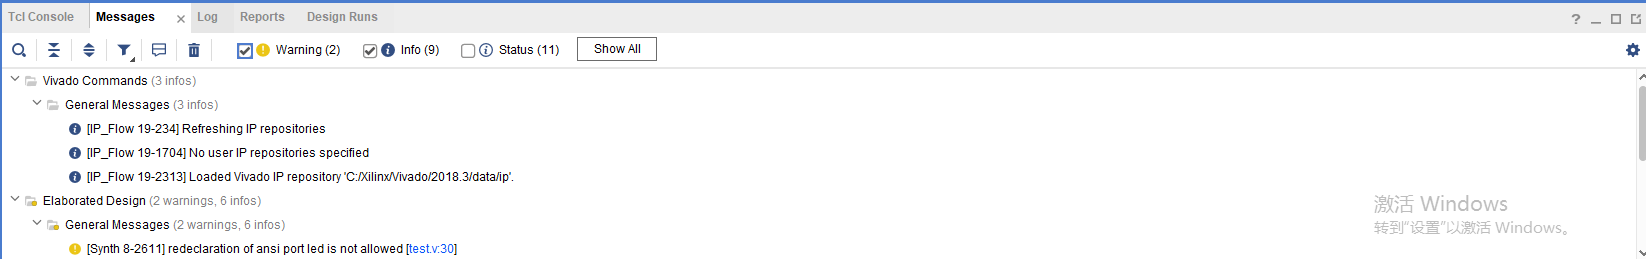 Tcl Console Messages × Log Reports Design Runs ?
Warning (2) Info (9) Status (11) Show All
Vivado Commands (3 infos)
General Messages (3 infos)
[IP_Flow 19-234] Refreshing IP repositories
[IP_Flow 19-1704] No user IP repositories specified
[IP_Flow 19-2313] Loaded Vivado IP repository 'C:/Xilinx/Vivado/2018.3/data/ip'.
Elaborated Design (2 warnings, 6 infos)
General Messages (2 warnings, 6 infos)
[Synth 8-2611] redeclaration of ansi port led is not allowed [test.v:30]
激活 Windows
转到"设置"以激活 Windows。